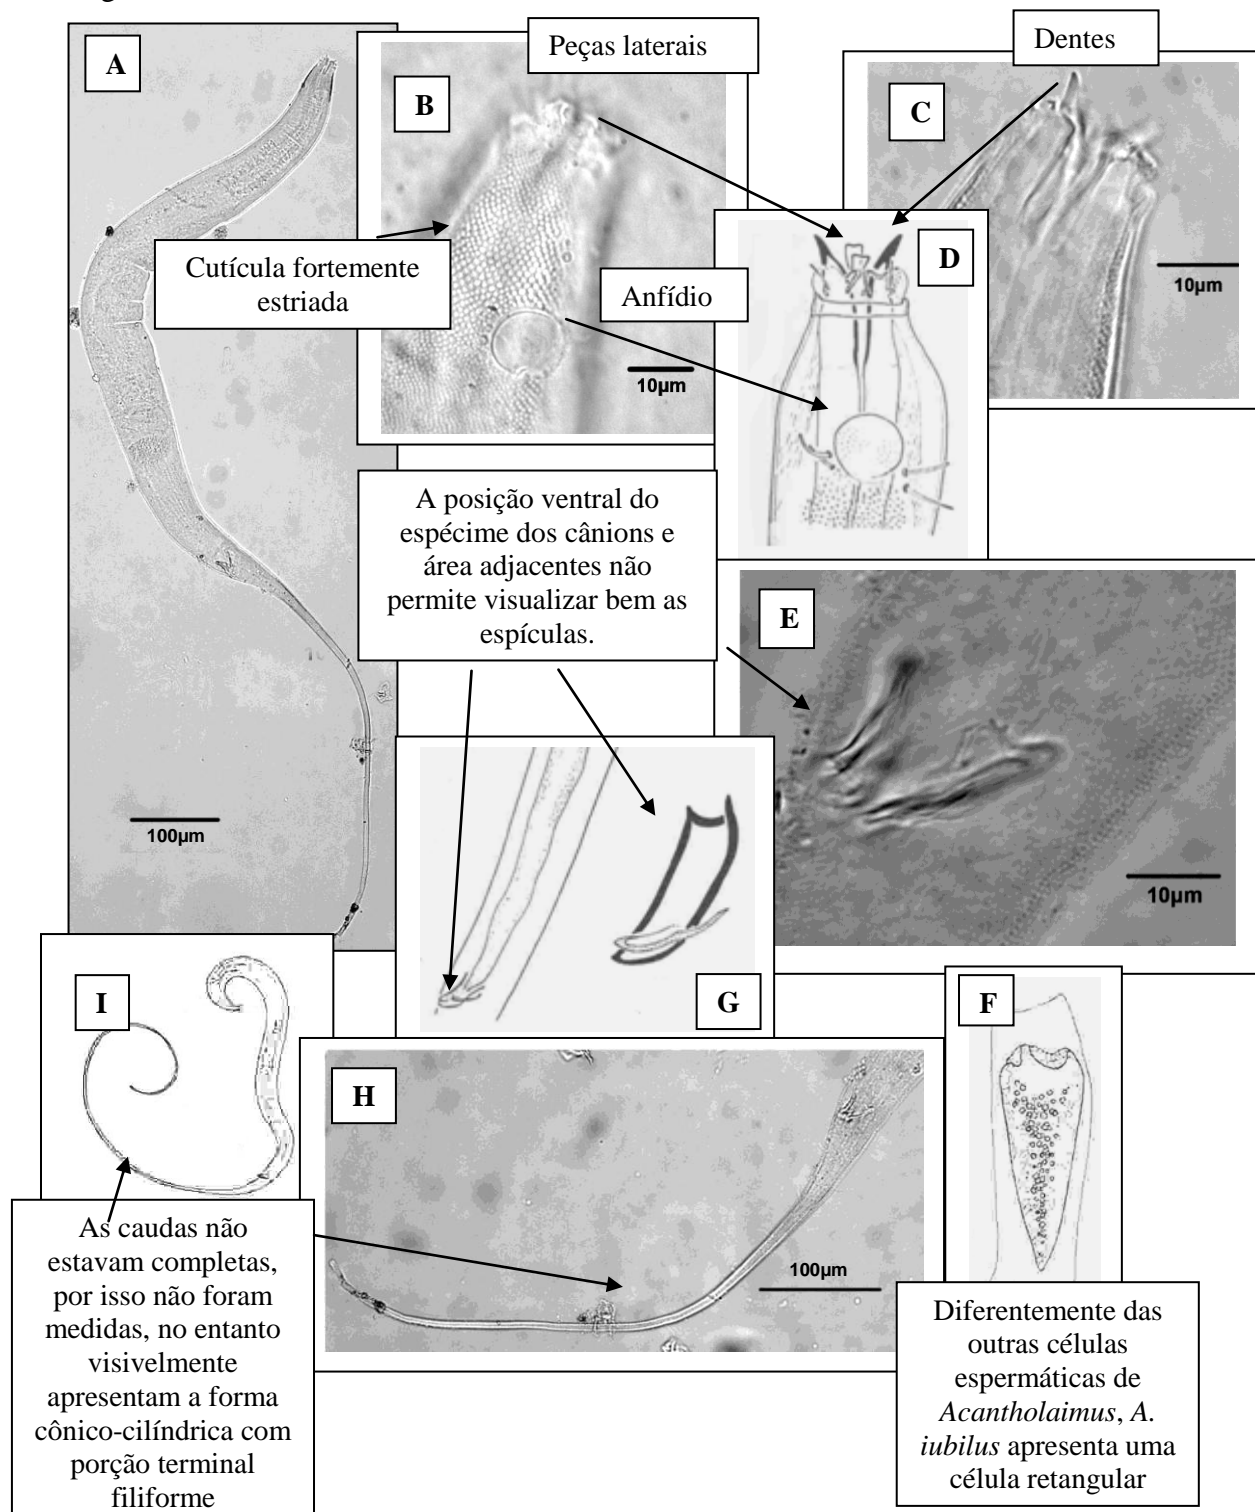 A
Peças laterais
B
Dentes
C
D
Cutícula fortemente
estriada
Anfídio
10µm
10µm
A posição ventral do
espécime dos cânions e
área adjacentes não
permite visualizar bem as
espículas.
E
100µm
10µm
G
I
F
H
100µm
As caudas não
estavam completas,
por isso não foram
medidas, no entanto
visivelmente
apresentam a forma
cônico-cilíndrica com
porção terminal
filiforme
Diferentemente das
outras células
espermáticas de
Acantholaimus, A.
iubilus apresenta uma
célula retangular